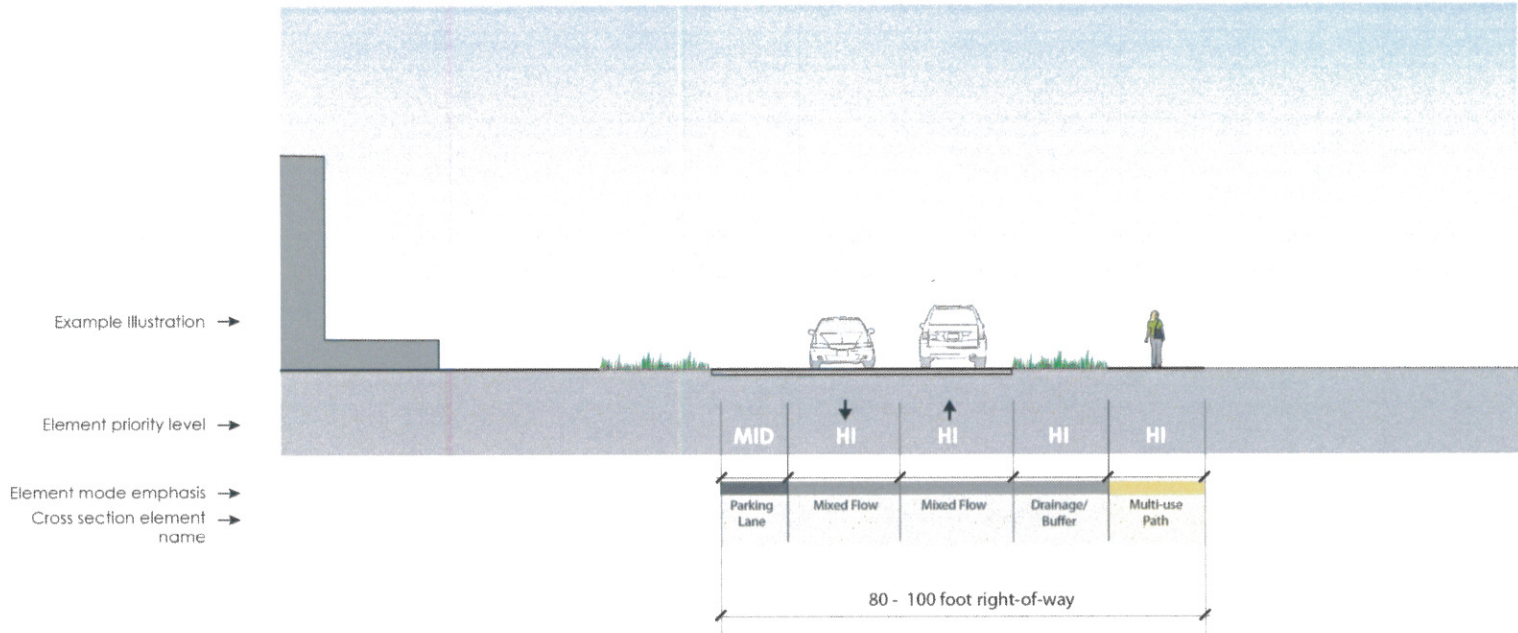 Example Illustration →
Element priority level →
MID HI HI HI HI
Element mode emphasis →
Cross section element →
name
Parking
Lane
Mixed Flow
Mixed Flow
Drainage/
Buffer
Multi-use
Path
80 - 100 foot right-of-way